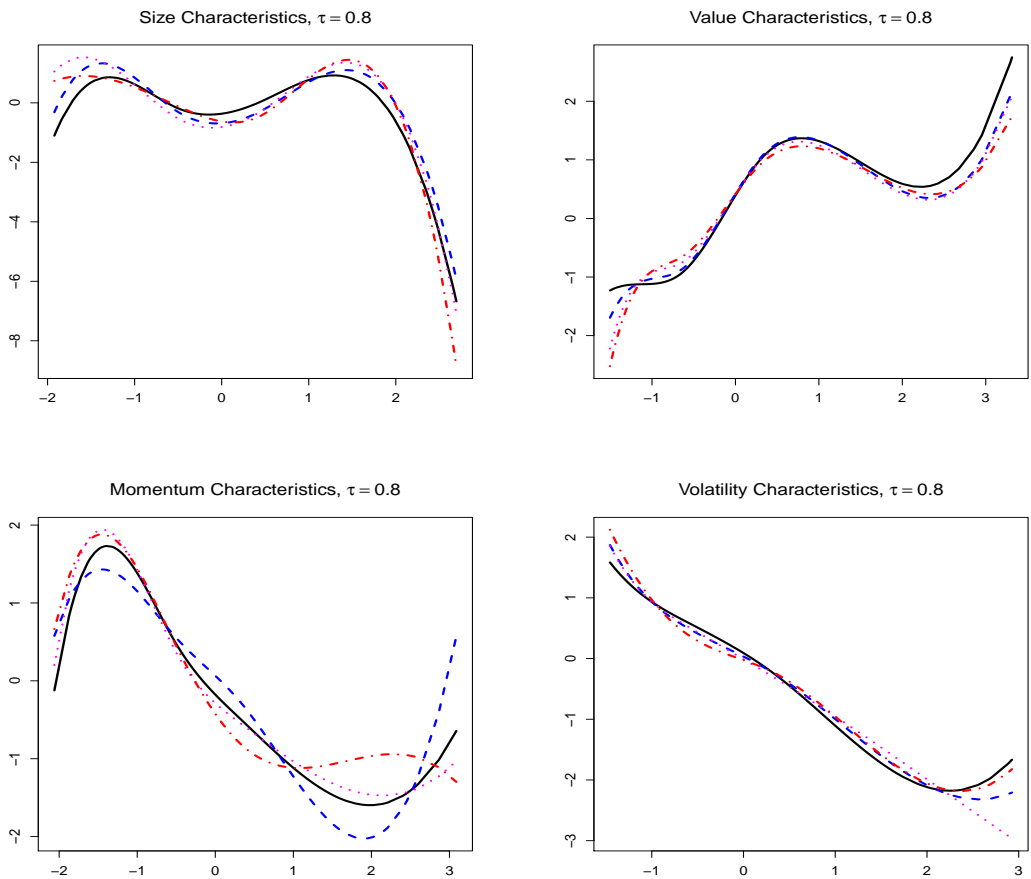 Size Characteristics, τ = 0.8
0
−2
−4
−6
−8
−2 −1 0 1 2
Value Characteristics, τ = 0.8
2
1
0
−1
−2
−1 0 1 2 3
Momentum Characteristics, τ = 0.8
2
1
0
−1
−2
−2 −1 0 1 2 3
Volatility Characteristics, τ = 0.8
2
1
0
−1
−2
−3
−1 0 1 2 3